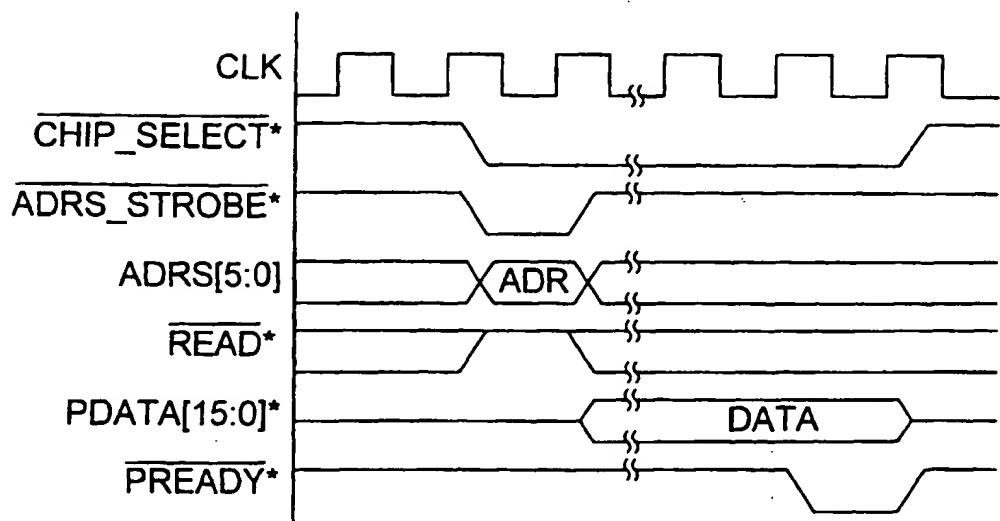 CLK
CHIP_SELECT*
ADRS_STROBE*
ADRS[5:0]
ADR
READ*
PDATA[15:0]*
DATA
PREADY*